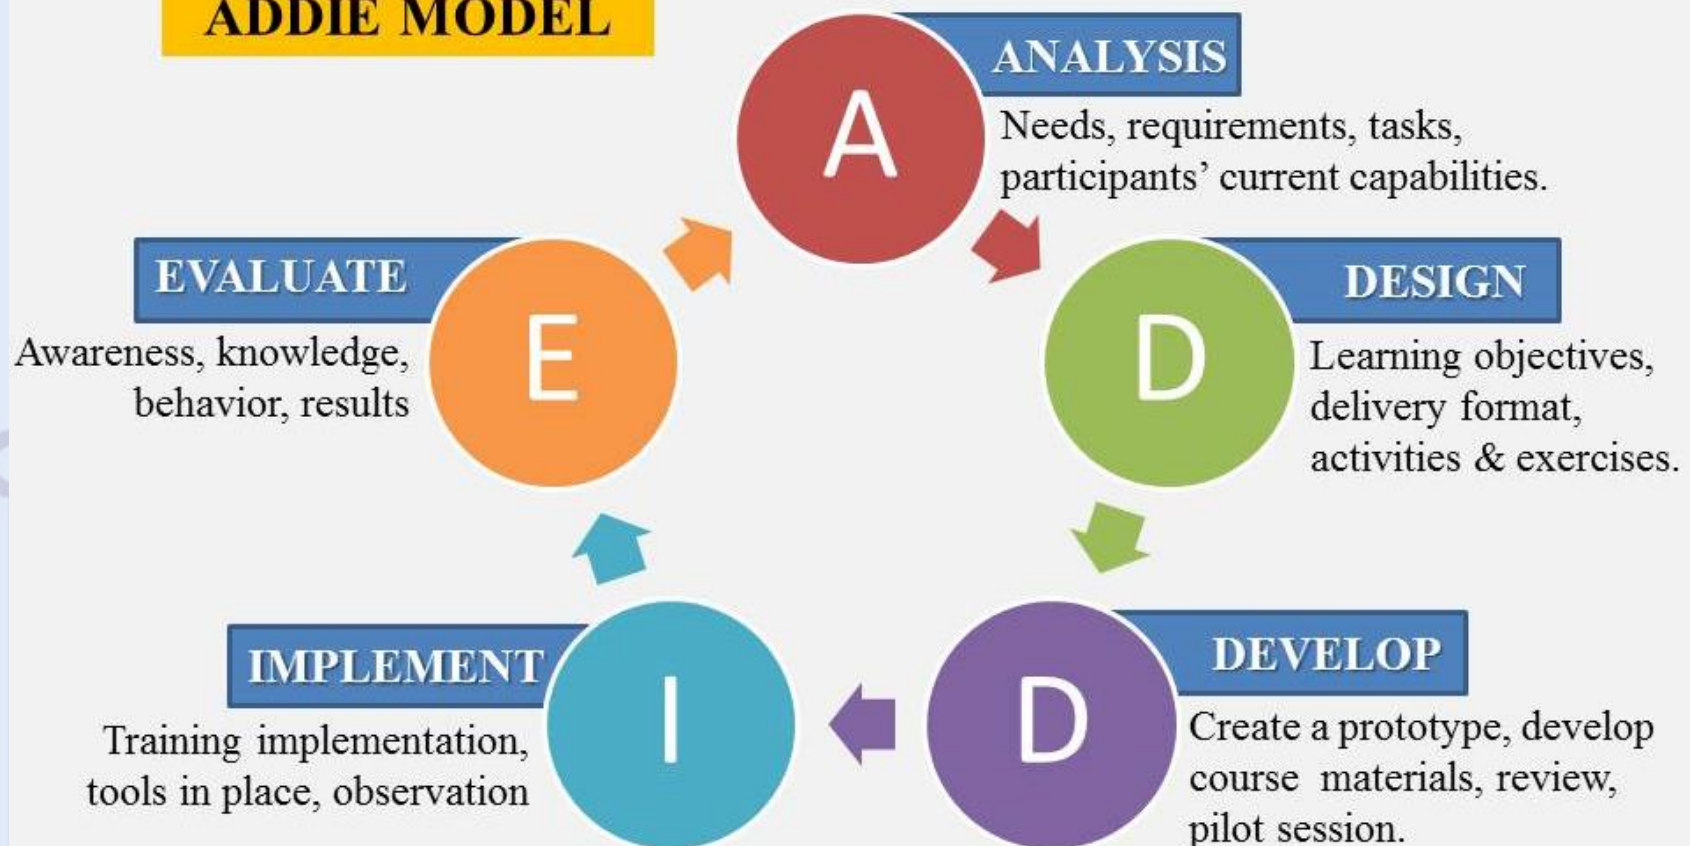 ADDIE MODEL
A
ANALYSIS
Needs, requirements, tasks,
participants’ current capabilities.
D
DESIGN
Learning objectives,
delivery format,
activities & exercises.
D
DEVELOP
Create a prototype, develop
course materials, review,
pilot session.
I
IMPLEMENT
Training implementation,
tools in place, observation
E
EVALUATE
Awareness, knowledge,
behavior, results